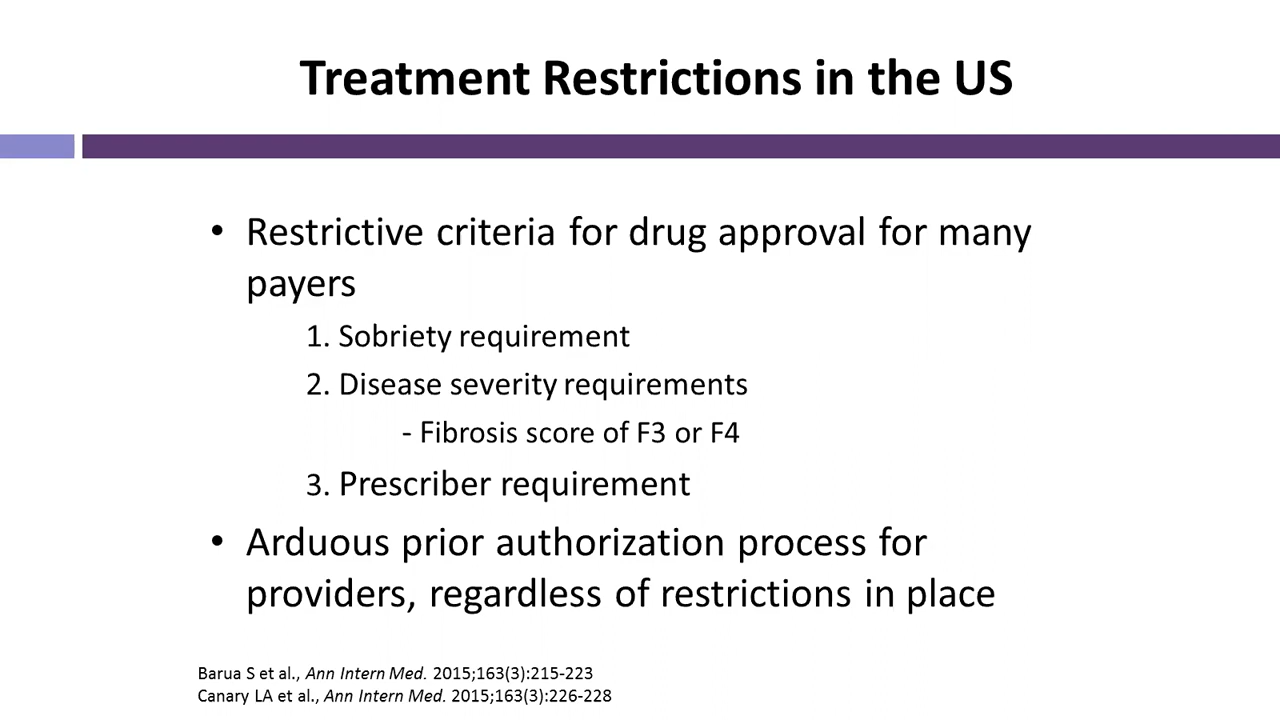 Treatment Restrictions in the US
• Restrictive criteria for drug approval for many
payers
1. Sobriety requirement
2. Disease severity requirements
- Fibrosis score of F3 or F4
3. Prescriber requirement
• Arduous prior authorization process for
providers, regardless of restrictions in place
Barua S et al., Ann Intern Med. 2015;163(3):215-223
Canary LA et al., Ann Intern Med. 2015;163(3):226-228